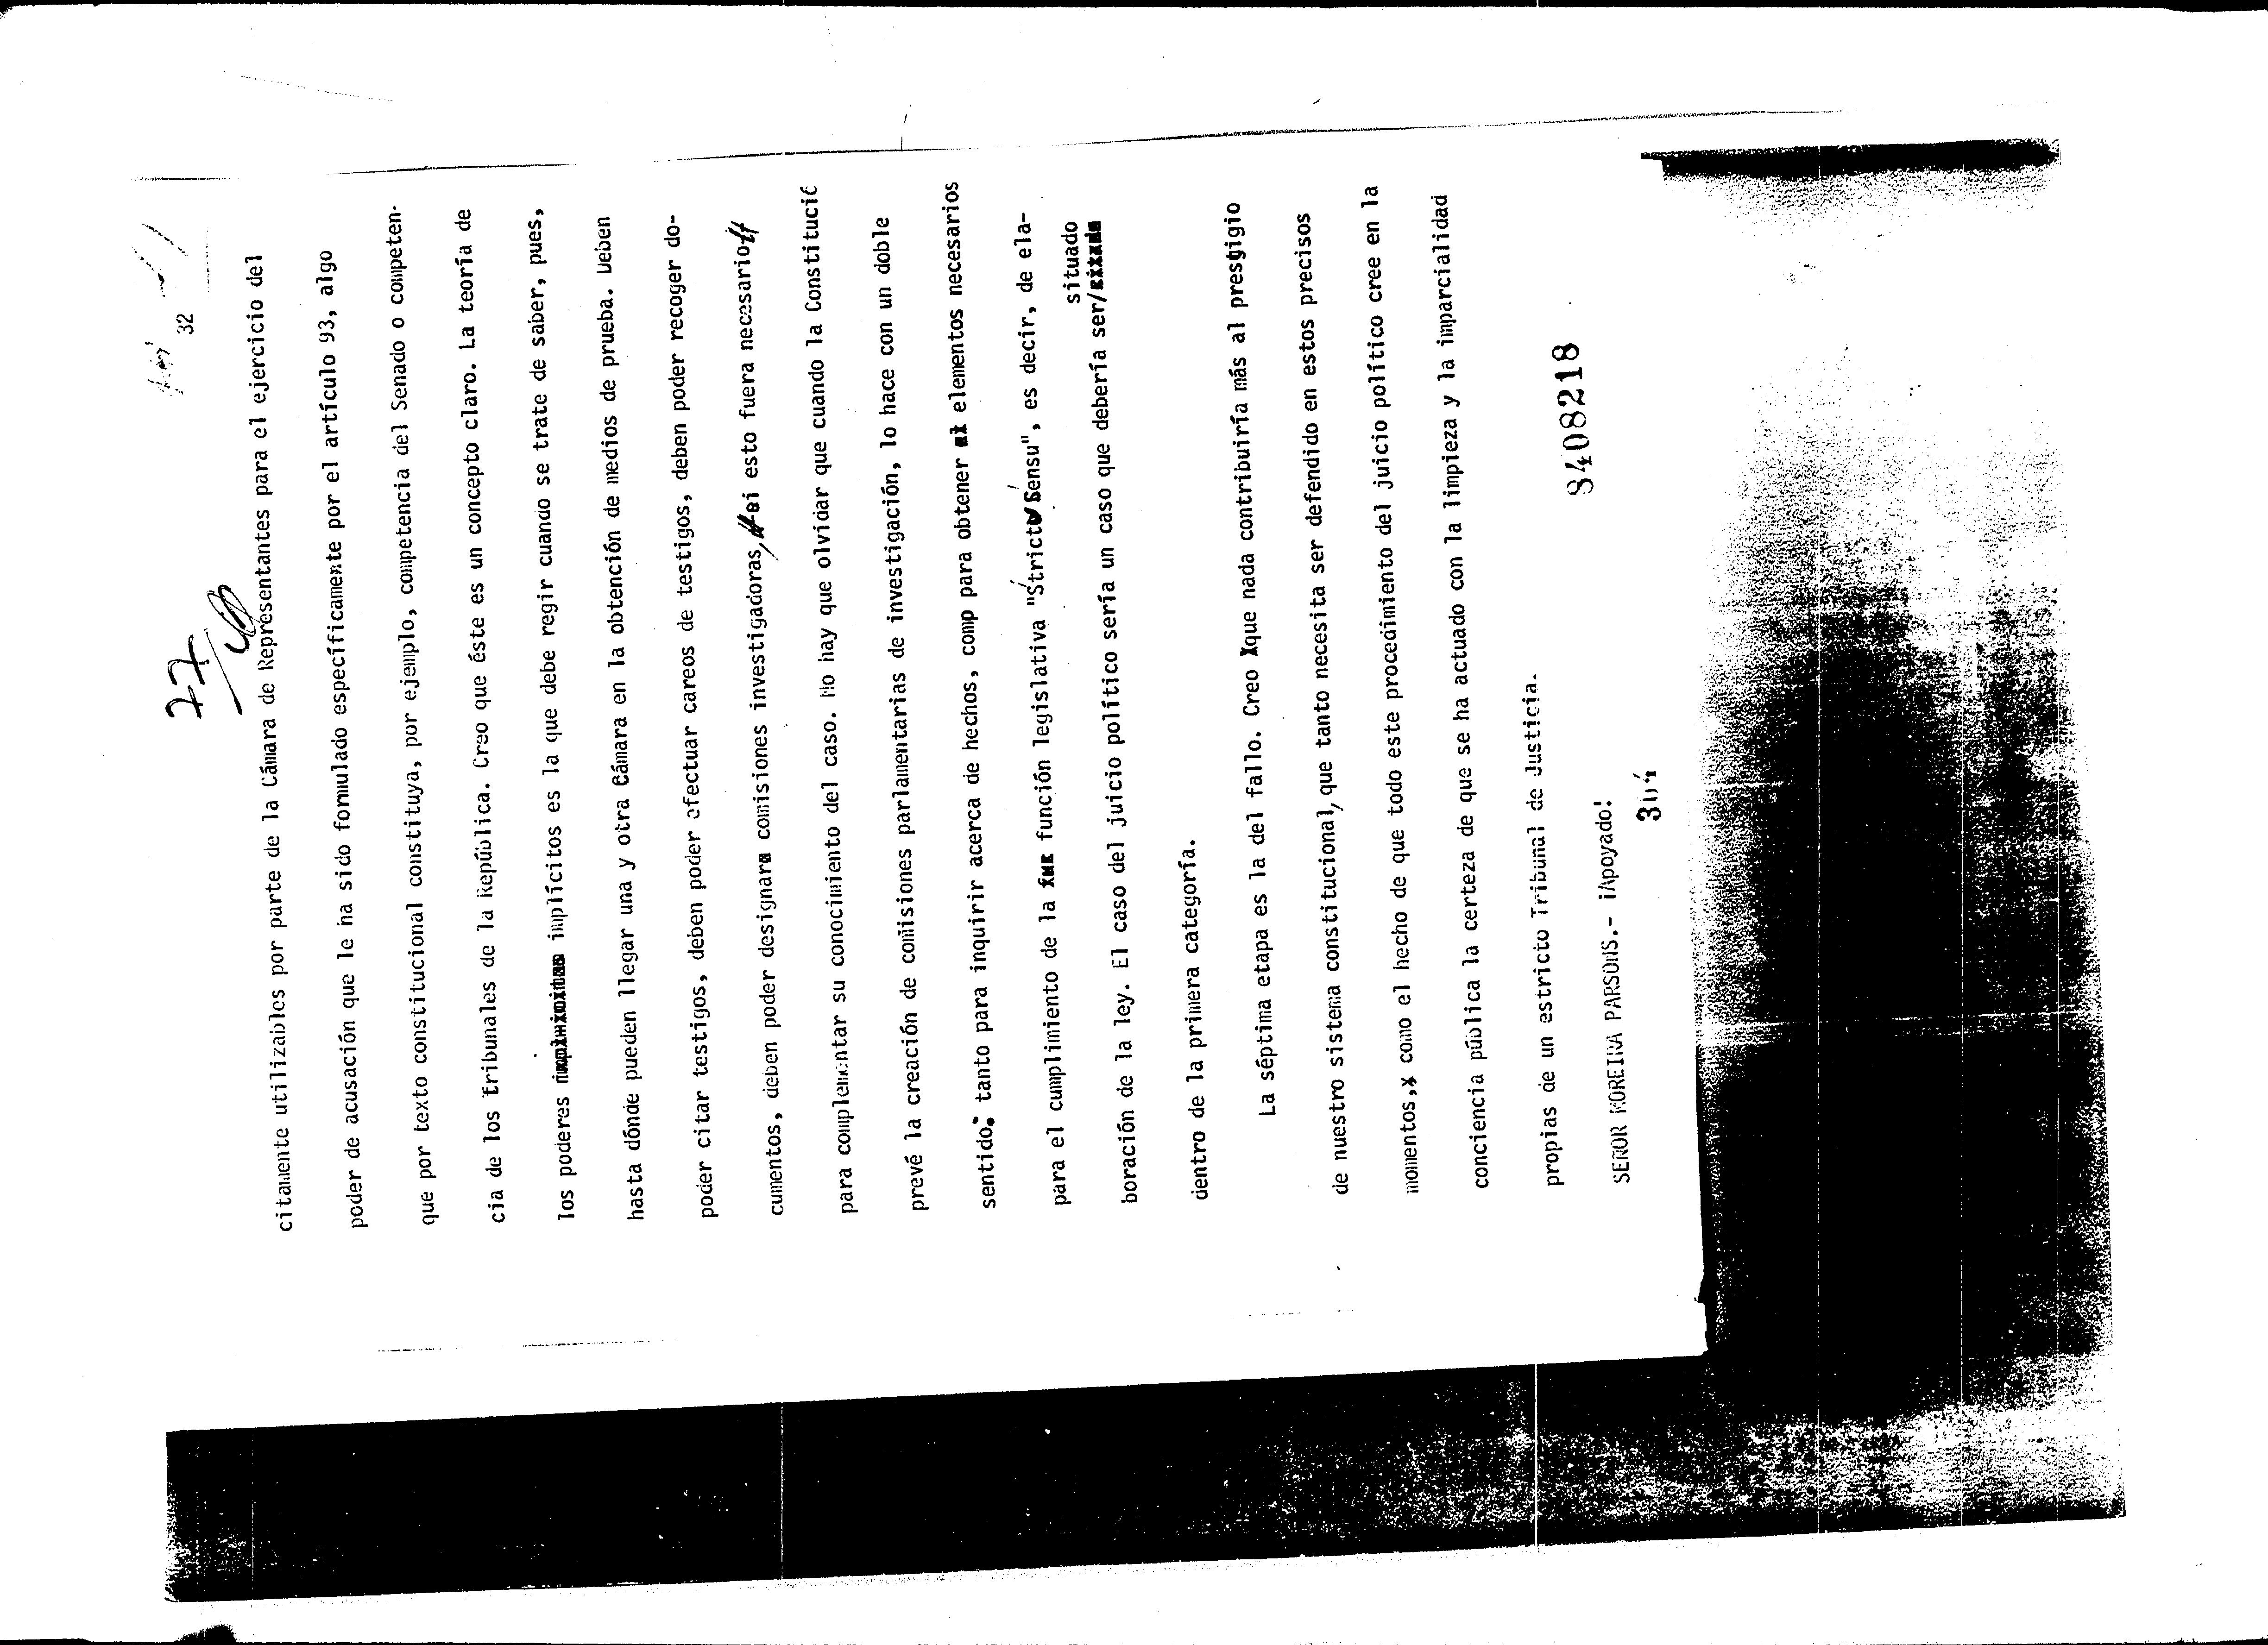 32
27
citamente utilizables por parte de la Cámara de Representantes para el ejercicio del
poder de acusación que le ha sido formulado específicamente por el artículo 93, algo
que por texto constitucional constituya, por ejemplo, competencia del Senado o competen-
cia de los Tribunales de la República. Creo que éste es un concepto claro. La teoría de
los poderes implícitos es la que debe regir cuando se trate de saber, pues,
hasta dónde pueden llegar una y otra Cámara en la obtención de medios de prueba. Deben
poder citar testigos, deben poder efectuar careos de testigos, deben poder recoger do-
cumentos, deben poder designar comisiones investigadoras, si esto fuera necesario
para complementar su conocimiento del caso. No hay que olvidar que cuando la Constitució
prevé la creación de comisiones parlamentarias de investigación, lo hace con un doble
sentido: tanto para inquirir acerca de hechos, comp para obtener elementos necesarios
para el cumplimiento de la función legislativa "Stricto Sensu", es decir, de ela-
situado
boración de la ley. El caso del juicio político sería un caso que debería ser/
dentro de la primera categoría.
La séptima etapa es la del fallo. Creo que nada contribuiría más al prestigio
de nuestro sistema constitucional, que tanto necesita ser defendido en estos precisos
momentos, como el hecho de que todo este procedimiento del juicio político cree en la
conciencia pública la certeza de que se ha actuado con la limpieza y la imparcialidad
propias de un estricto Tribunal de Justicia.
8408218
SEÑOR MOREIRA PARSONS.- ¡Apoyado!
304